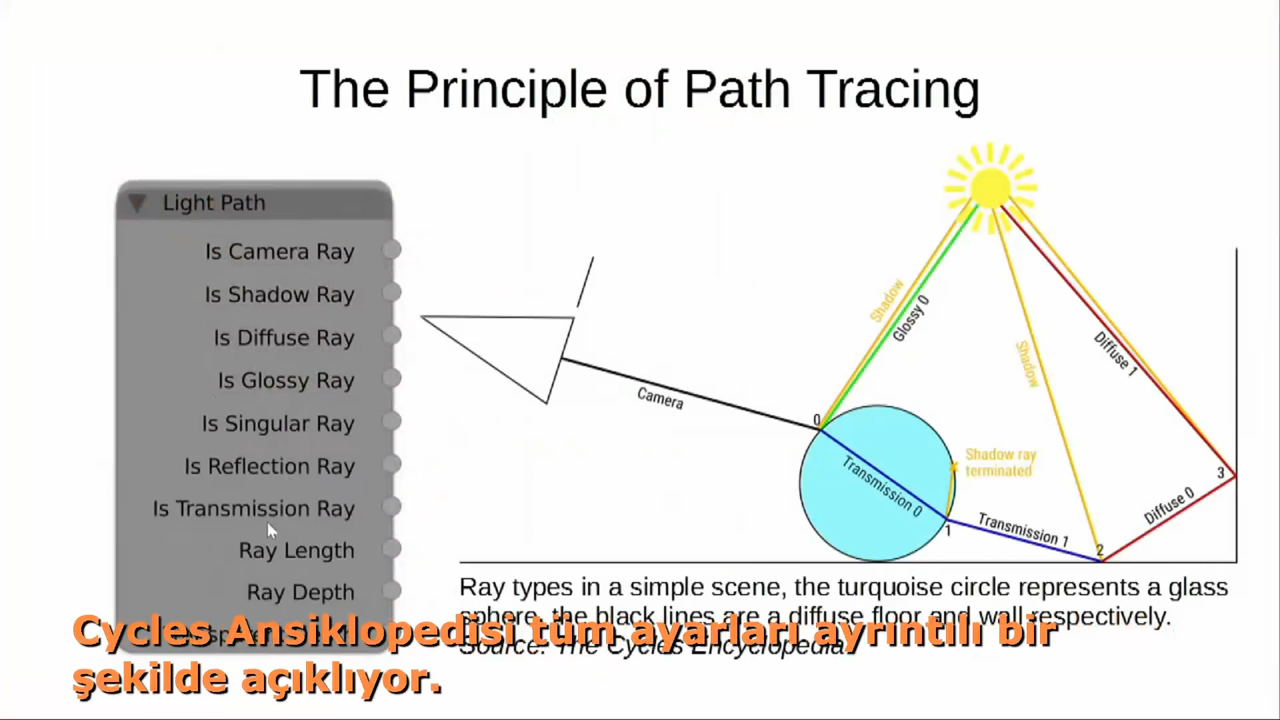 The Principle of Path Tracing
Light Path
Is Camera Ray
Is Shadow Ray
Is Diffuse Ray
Is Glossy Ray
Is Singular Ray
Is Reflection Ray
Is Transmission Ray
Ray Length
Ray Depth
Camera
Shadow
Glossy 0
Shadow
Diffuse 1
0
Transmission 0
Shadow ray
terminated
1
Transmission 1
2
Diffuse 0
3
Ray types in a simple scene, the turquoise circle represents a glass
sphere, the black lines are a diffuse floor and wall respectively.
Source: The Cycles Encyclopedia
Cycles Ansiklopedisi tüm ayarları ayrıntılı bir
şekilde açıklıyor.